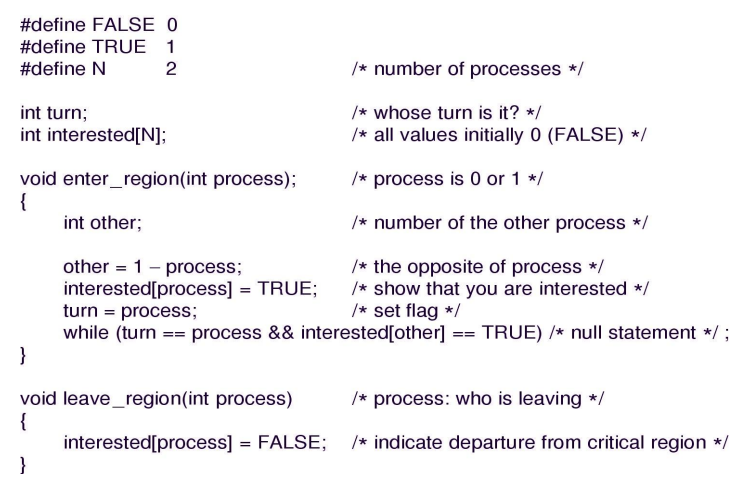 #define FALSE 0
#define TRUE 1
#define N 2 /* number of processes */
int turn; /* whose turn is it? */
int interested[N]; /* all values initially 0 (FALSE) */
void enter_region(int process); /* process is 0 or 1 */
{
int other; /* number of the other process */
other = 1 – process; /* the opposite of process */
interested[process] = TRUE; /* show that you are interested */
turn = process; /* set flag */
while (turn == process && interested[other] == TRUE) /* null statement */ ;
}
void leave_region(int process) /* process: who is leaving */
{
interested[process] = FALSE; /* indicate departure from critical region */
}